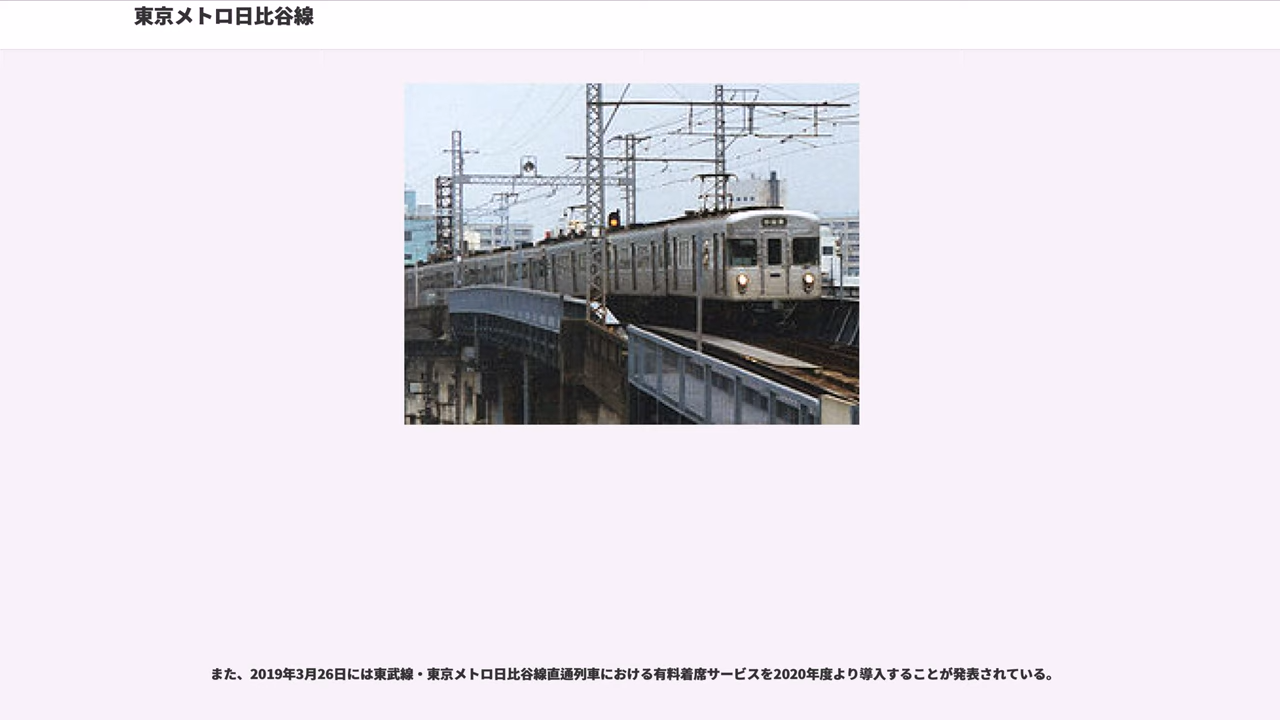 東京メトロ日比谷線
また、2019年3月26日には東武線・東京メトロ日比谷線直通列車における有料着席サービスを2020年度より導入することが発表されている。